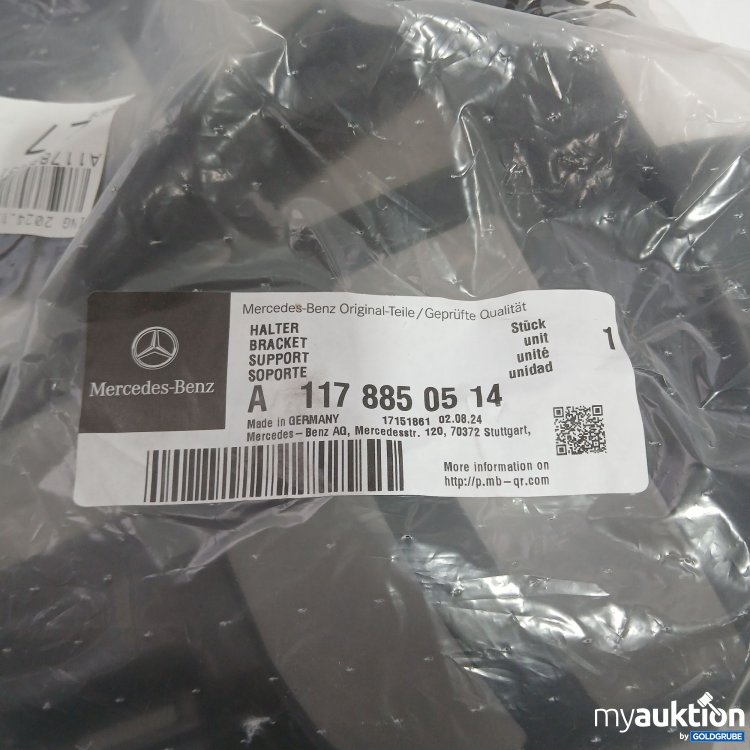 Mercedes-Benz Original-Teile/Geprüfte Qualität
HALTER Stück 1
BRACKET unit
SUPPORT unité
SOPORTE unidad
Mercedes-Benz
A 117 885 05 14
Made in GERMANY 17151861 02.08.24
Mercedes-Benz AG, Mercedesstr. 120, 70372 Stuttgart,
More information on
http://p.mb-qr.com
myauktion
by GOLDGRUBE